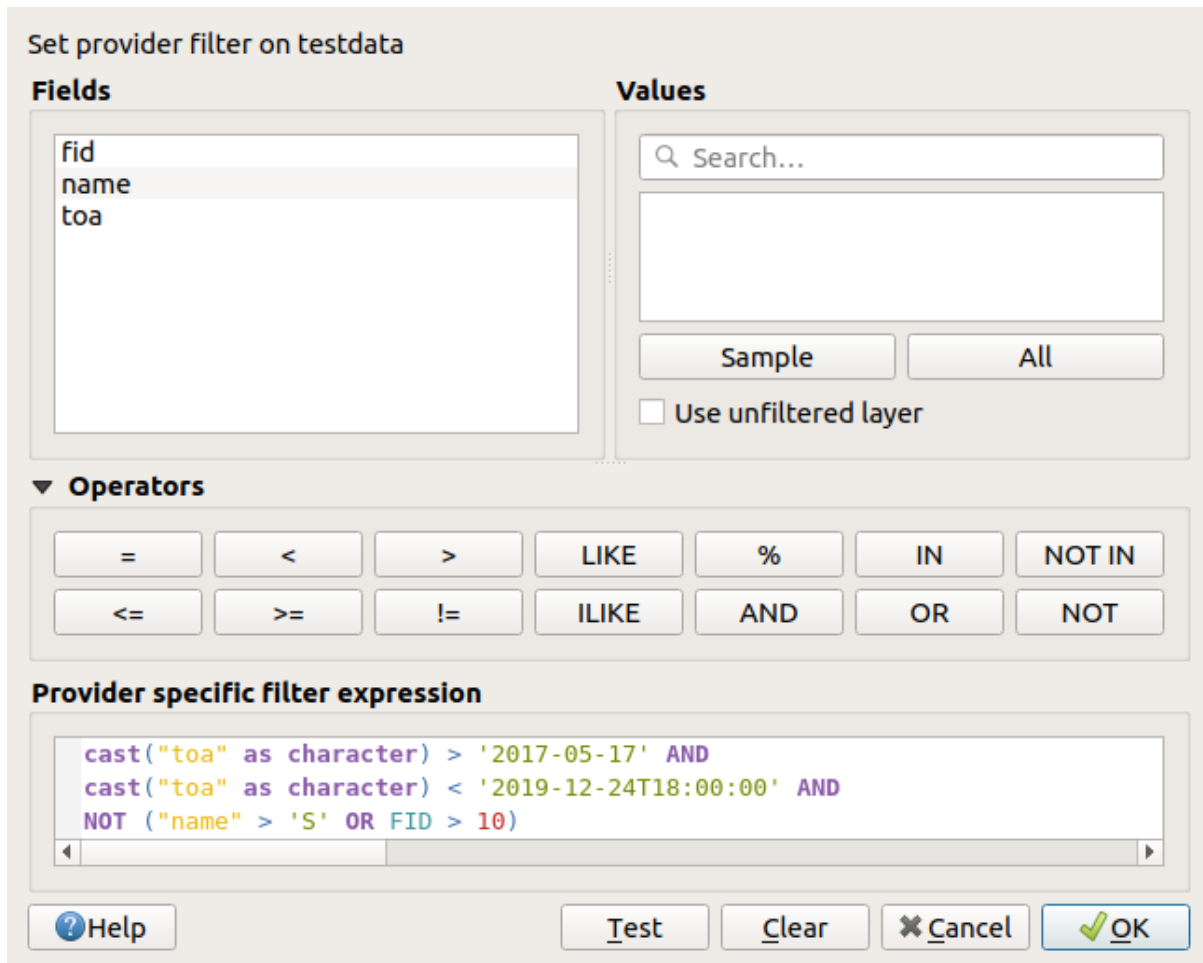 Set provider filter on testdata
Fields
Values
fid
name
toa
Search...
Sample
All
Use unfiltered layer
Operators
= < > LIKE % IN NOT IN
<= >= != ILIKE AND OR NOT
Provider specific filter expression
cast("toa" as character) > '2017-05-17' AND
cast("toa" as character) < '2019-12-24T18:00:00' AND
NOT ("name" > 'S' OR FID > 10)
?Help Test Clear Cancel OK